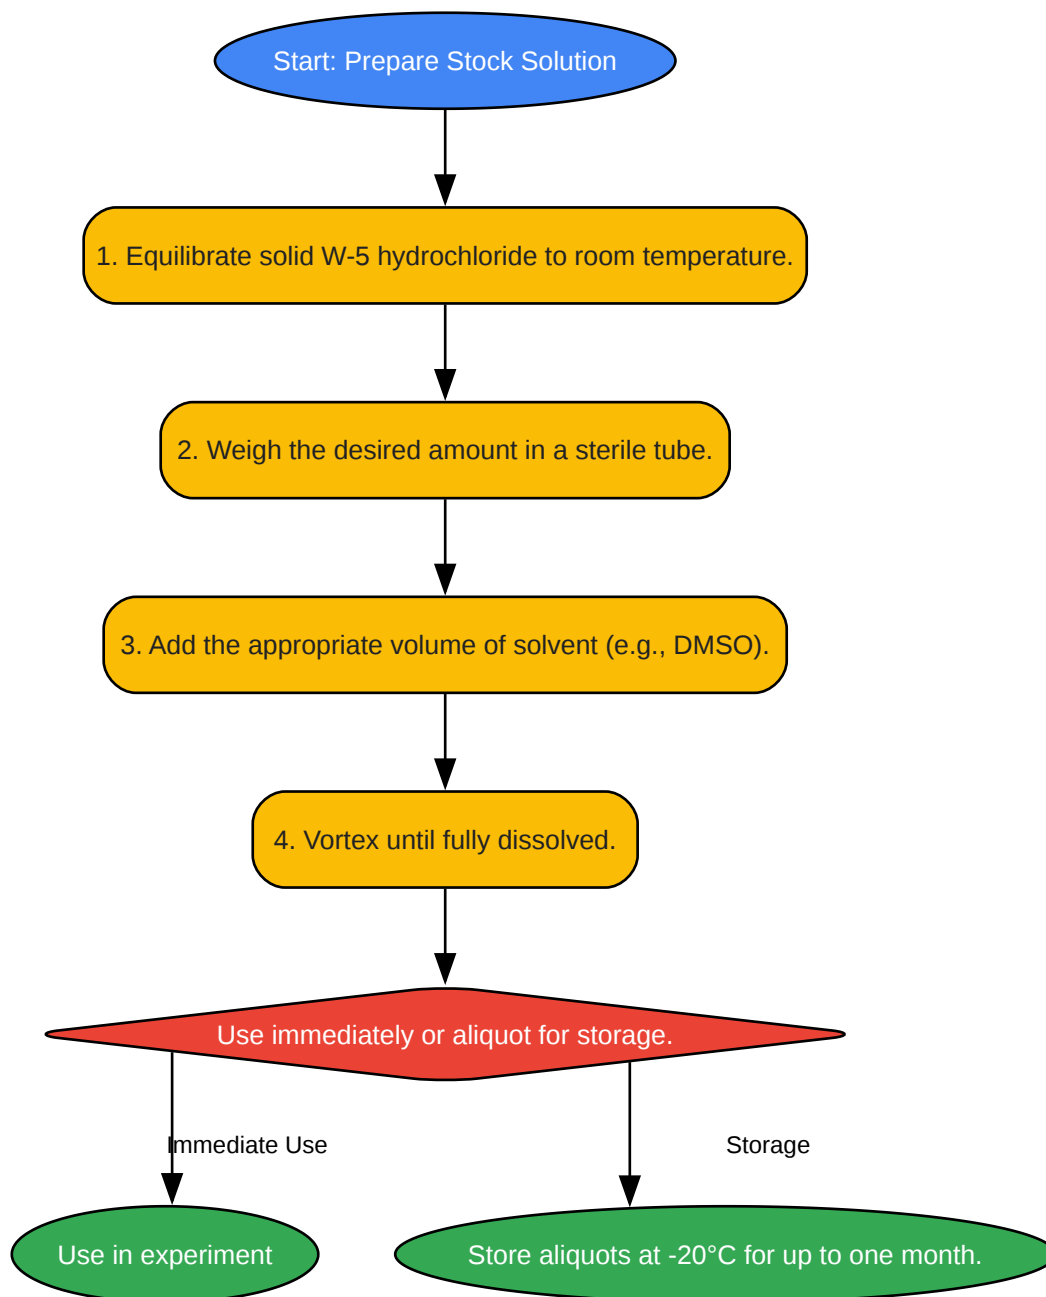 Start: Prepare Stock Solution
1. Equilibrate solid W-5 hydrochloride to room temperature.
2. Weigh the desired amount in a sterile tube.
3. Add the appropriate volume of solvent (e.g., DMSO).
4. Vortex until fully dissolved.
Use immediately or aliquot for storage.
Immediate Use
Storage
Use in experiment
Store aliquots at -20°C for up to one month.